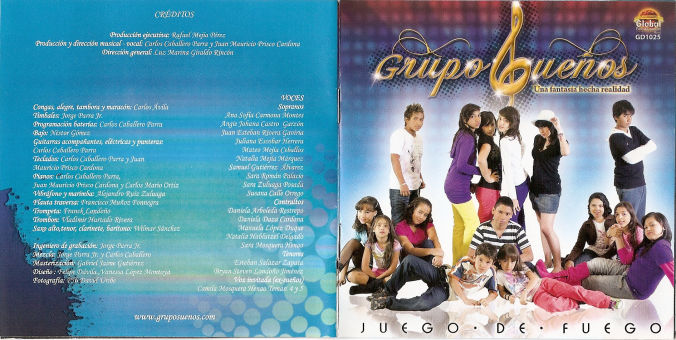 CRÉDITOS
Producción ejecutiva: Rafael Mejía Pérez
Producción y dirección musical - vocal: Carlos Caballero Parra y Juan Mauricio Prisco Cardona
Dirección general: Luz Marina Giraldo Rincón
Congas, alegre, tambora y maracón: Carlos Avila
Timbales: Jorge Parra Jr.
Programación baterías: Carlos Caballero Parra
Bajo: Néstor Gómez
Guitarras acompañantes, eléctricas y punteras:
Carlos Caballero Parra
Teclados: Carlos Caballero Parra y Juan
Mauricio Prisco Cardona
Pianos: Carlos Caballero Parra,
Juan Mauricio Prisco Cardona y Carlos Mario Ortiz
Vibráfono y marimba: Alejandro Ruiz Zuluaga
Flauta traversa: Francisco Muñoz
Trompeta: Franck Londoño
Trombón: Vladimir Hurtado Rivera
Saxo alto, tenor, clarinete, barítono: Wilmar Sánchez
Ingeniero de grabación: Jorge Parra Jr.
Mezcla: Jorge Parra Jr. y Carlos Caballero Parra
Masterización: Gabriel Jaime Gutiérrez
Diseño: Felipe Dávila, Vanessa López Montoya
Fotografía: Uribe
www.gruposuenos.com
VOCES
Sopranos
Ana Sofía Carmona Montes
Angie Johana Castro Garzón
Juan Esteban Rivera Gaviria
Juliana Escobar Herrera
Mateo Mejía Ceballos
Natalia Mejía Márquez
Samuel Gutiérrez Álvarez
Sara Román Palacio
Sara Zuluaga Posada
Susana Calle Orrego
Contraltos
Daniela Arboleda Restrepo
Daniela Daza Cardona
Manuela López Duque
Natalia Delgado
Sara Mosquera Henao
Tenores
Esteban Salazar Zapata
Bryan Steven Londoño Jiménez
Voz invitada (ex-sueños)
Camila Mosquera Henao Temas 4 y 5
Global
GD1025
Grupo Sueños
Una fantasía hecha realidad
JUEGO · DE · FUEGO